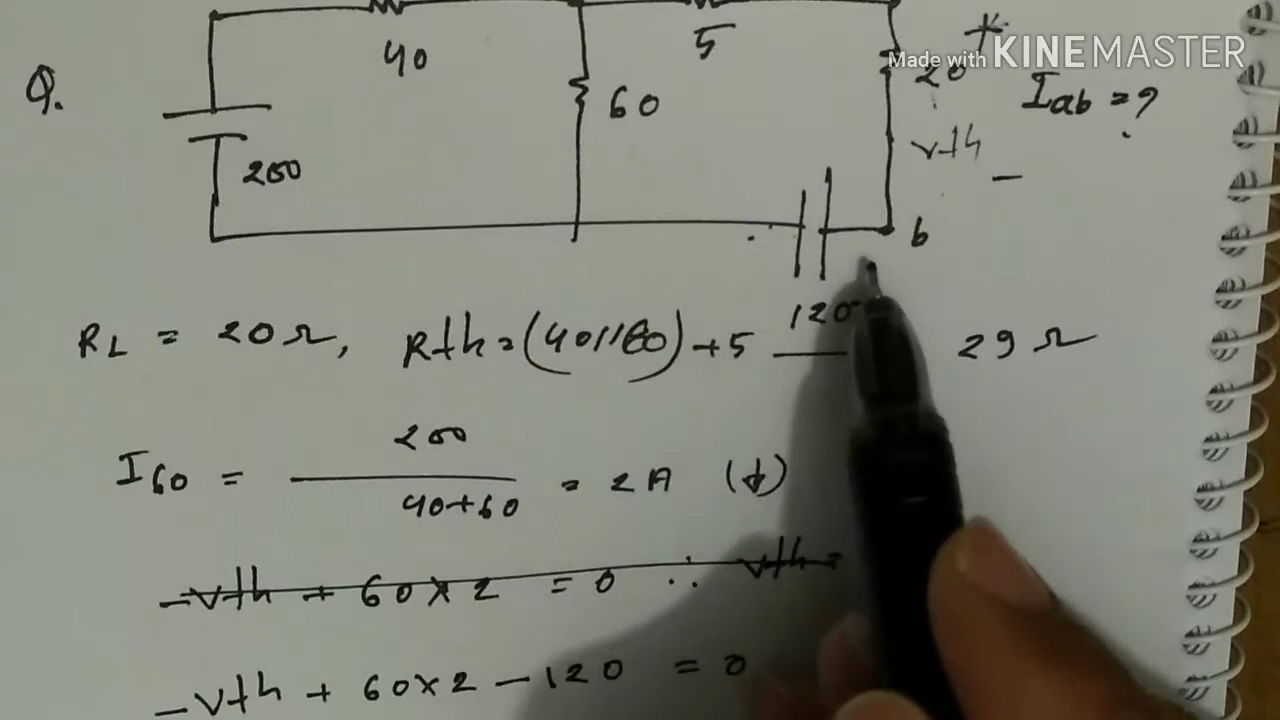 Made with KINEMASTER
40
5
+
20
Q.
60
Iab = ?
200
vth
-
b
120
RL = 20Ω, Rth = (40//60) + 5 29Ω
200
I60 = = 2A (↓)
40+60
-vth + 60×2 = 0 ∴ vth=
-vth + 60×2 - 120 = 0